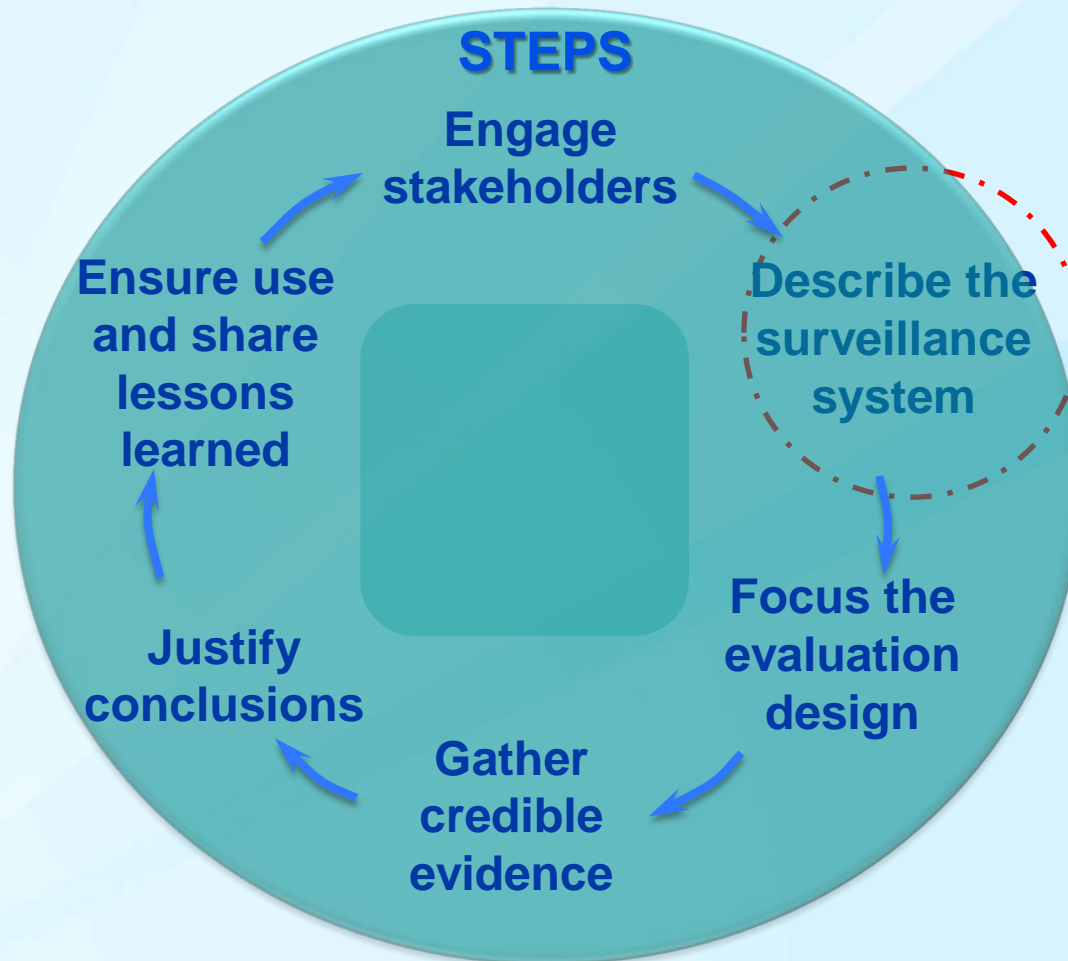 STEPS
Engage
stakeholders
Describe the
surveillance
system
Focus the
evaluation
design
Gather
credible
evidence
Justify
conclusions
Ensure use
and share
lessons
learned